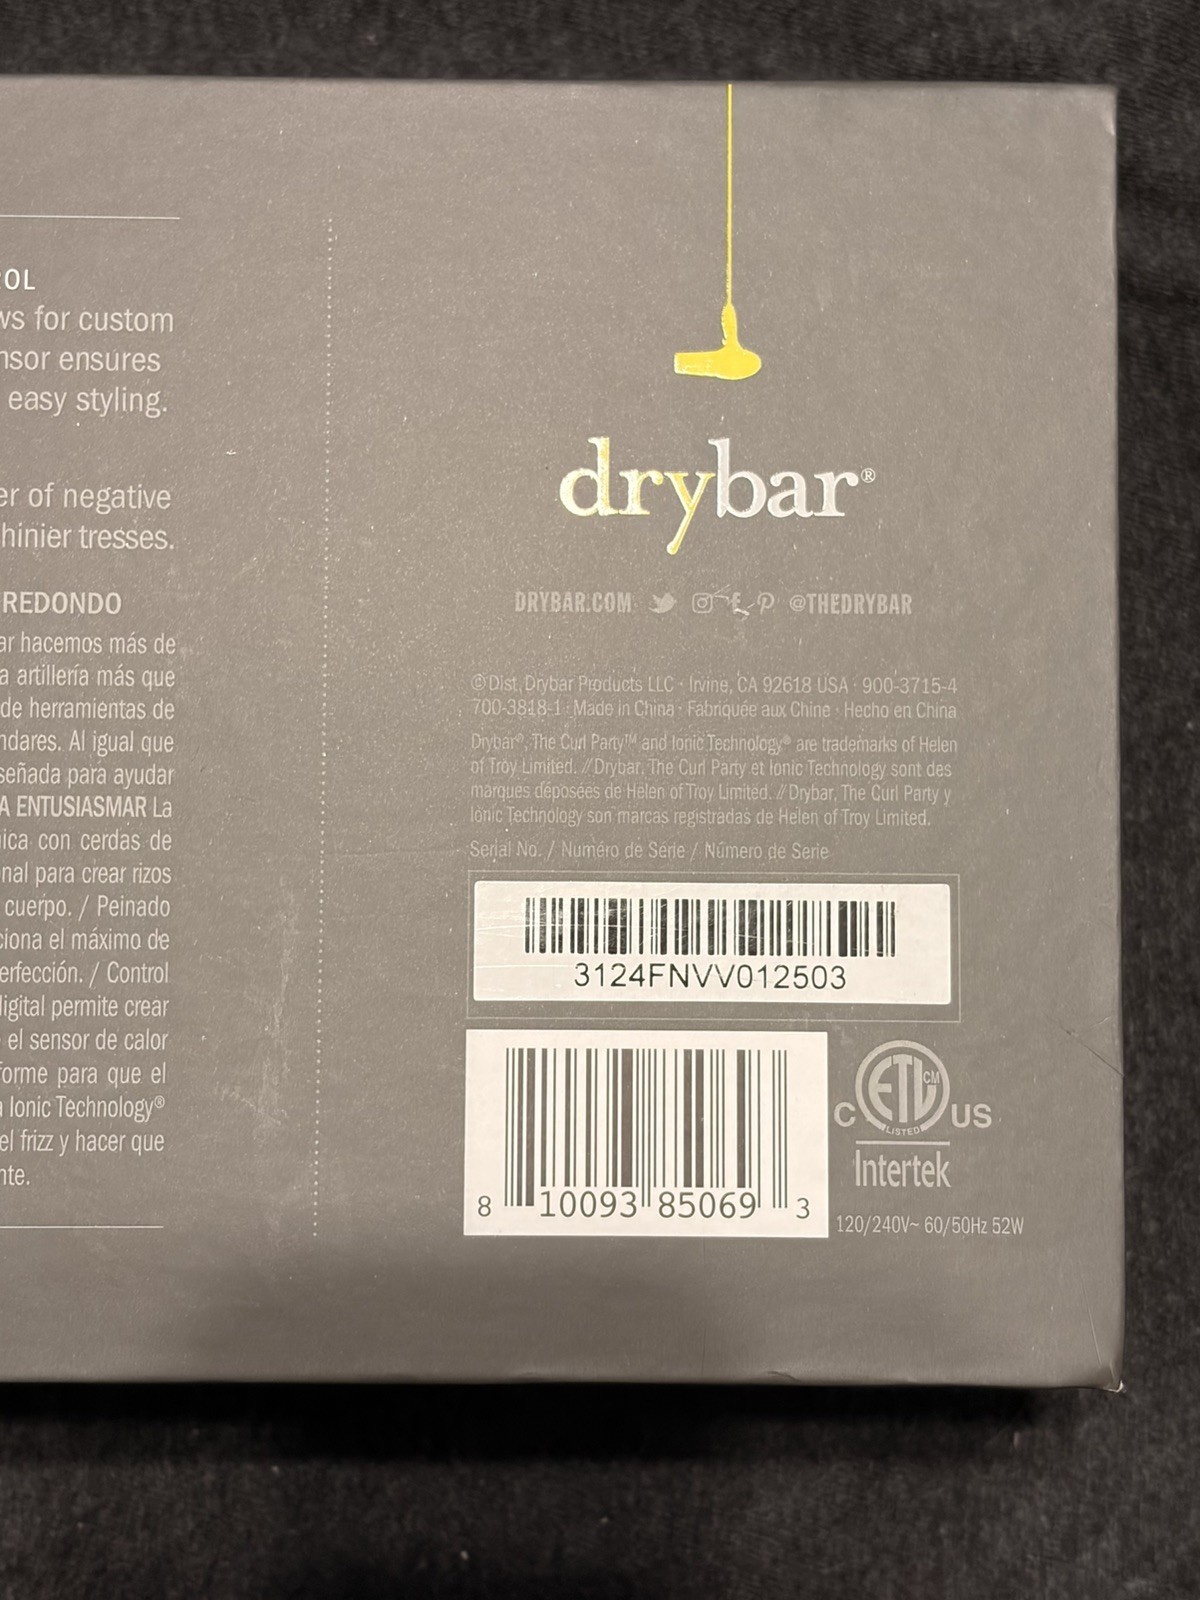 OL
ws for custom
nsor ensures
easy styling.
er of negative
hinier tresses.
REDONDO
ar hacemos más de
a artillería más que
de herramientas de
ndares. Al igual que
señada para ayudar
A ENTUSIASMAR La
ica con cerdas de
nal para crear rizos
cuerpo. / Peinado
ciona el máximo de
erfección. / Control
digital permite crear
el sensor de calor
forme para que el
a Ionic Technology®
el frizz y hacer que
nte.
drybar®
DRYBAR.COM @THEDRYBAR
© Dist. Drybar Products LLC · Irvine, CA 92618 USA · 900-3715-4
700-3818-1 · Made in China · Fabriquée aux Chine · Hecho en China
Drybar®, The Curl Party™ and Ionic Technology® are trademarks of Helen
of Troy Limited. // Drybar, The Curl Party et Ionic Technology sont des
marques déposées de Helen of Troy Limited. // Drybar, The Curl Party y
Ionic Technology son marcas registradas de Helen of Troy Limited.
Serial No. / Numéro de Série / Número de Serie
3124FNVV012503
8 10093 85069 3
C ETL CM LISTED US
Intertek
120/240V~ 60/50Hz 52W